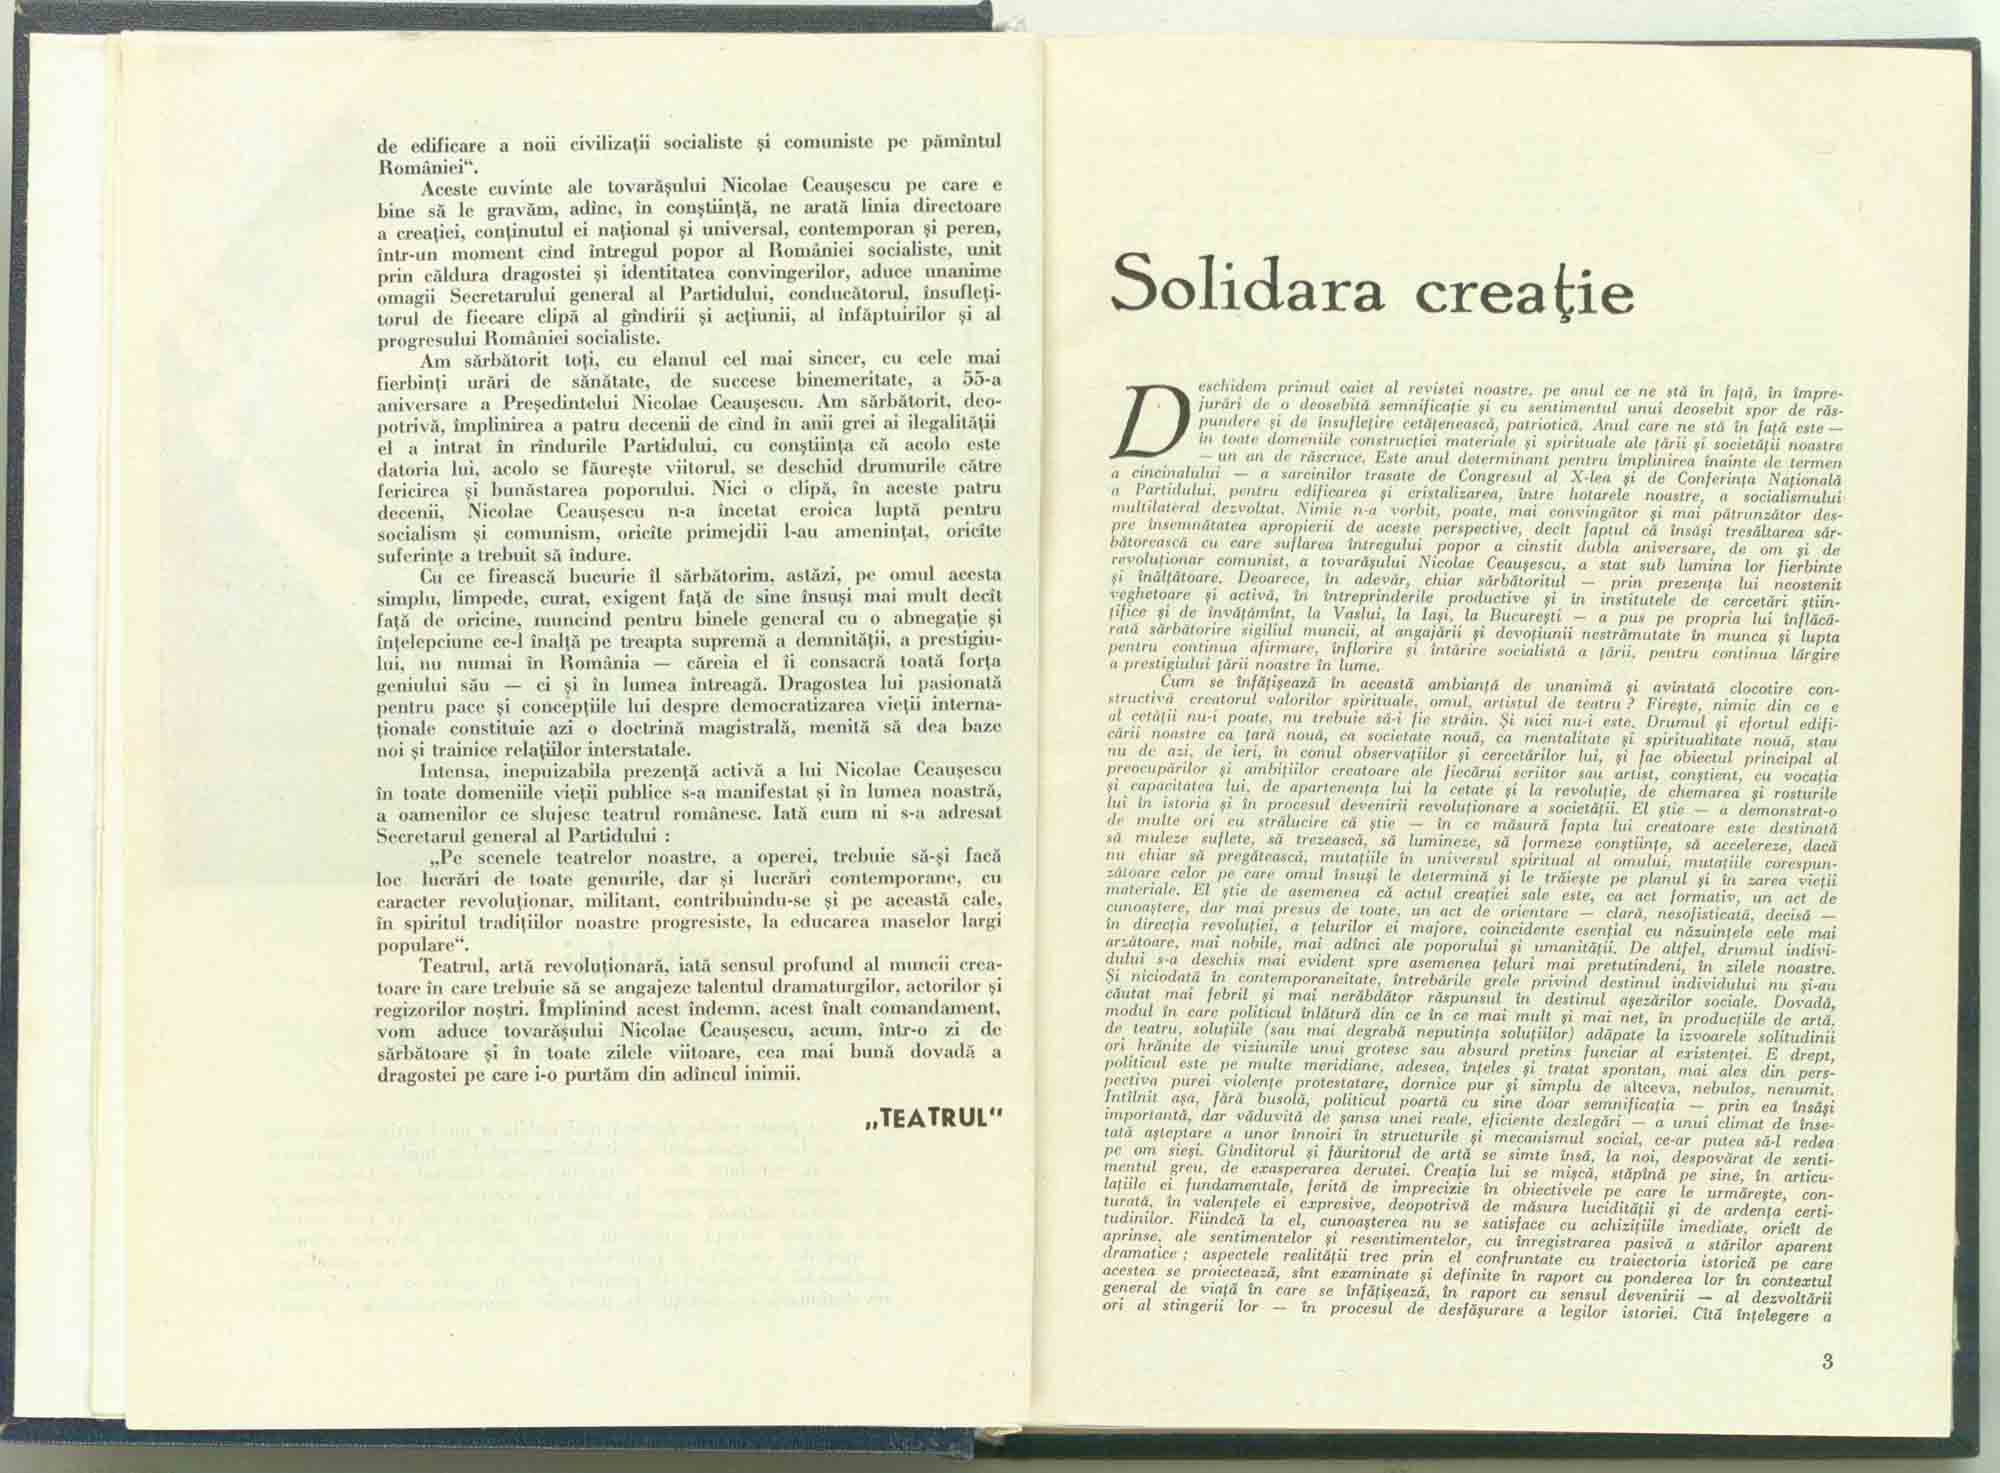 de edificare a noii civilizaţii socialiste şi comuniste pe pămîntul
României“.
Aceste cuvinte ale tovarăşului Nicolae Ceauşescu pe care e
bine să le gravăm, adînc, în conştiinţă, ne arată linia directoare
a creaţiei, conţinutul ei naţional şi universal, contemporan şi peren,
într-un moment cînd întregul popor al României socialiste, unit
prin căldura dragostei şi identitatea convingerilor, aduce unanime
omagii Secretarului general al Partidului, conducătorul, însufleţi-
torul de fiecare clipă al gîndirii şi acţiunii, al înfăptuirilor şi al
progresului României socialiste.
Am sărbătorit toţi, cu elanul cel mai sincer, cu cele mai
fierbinţi urări de sănătate, de succese binemeritate, a 55-a
aniversare a Preşedintelui Nicolae Ceauşescu. Am sărbătorit, deo-
potrivă, împlinirea a patru decenii de cînd în anii grei ai ilegalităţii
el a intrat în rîndurile Partidului, cu conştiinţa că acolo este
datoria lui, acolo se făureşte viitorul, se deschid drumurile către
fericirea şi bunăstarea poporului. Nici o clipă, în aceste patru
decenii, Nicolae Ceauşescu n-a încetat eroica luptă pentru
socialism şi comunism, oricîte primejdii l-au ameninţat, oricîte
suferinţe a trebuit să îndure.
Cu ce firească bucurie îl sărbătorim, astăzi, pe omul acesta
simplu, limpede, curat, exigent faţă de sine însuşi mai mult decît
faţă de oricine, muncind pentru binele general cu o abnegaţie şi
înţelepciune ce-l înalţă pe treapta supremă a demnităţii, a prestigiu-
lui, nu numai în România — căreia el îi consacră toată forţa
geniului său — ci şi în lumea întreagă. Dragostea lui pasionată
pentru pace şi concepţiile lui despre democratizarea vieţii interna-
ţionale constituie azi o doctrină magistrală, menită să dea baze
noi şi trainice relaţiilor interstatale.
Intensa, inepuizabila prezenţă activă a lui Nicolae Ceauşescu
în toate domeniile vieţii publice s-a manifestat şi în lumea noastră,
a oamenilor ce slujesc teatrul românesc. Iată cum ni s-a adresat
Secretarul general al Partidului :
„Pe scenele teatrelor noastre, a operei, trebuie să-şi facă
loc lucrări de toate genurile, dar şi lucrări contemporane, cu
caracter revoluţionar, militant, contribuindu-se şi pe această cale,
în spiritul tradiţiilor noastre progresiste, la educarea maselor largi
populare“.
Teatrul, artă revoluţionară, iată sensul profund al muncii crea-
toare în care trebuie să se angajeze talentul dramaturgilor, actorilor şi
regizorilor noştri. Împlinind acest îndemn, acest înalt comandament,
vom aduce tovarăşului Nicolae Ceauşescu, acum, într-o zi de
sărbătoare şi în toate zilele viitoare, cea mai bună dovadă a
dragostei pe care i-o purtăm din adîncul inimii.
„TEATRUL“
Solidara creaţie
Deschidem primul caiet al revistei noastre, pe anul ce ne stă în faţă, în împre-
jurări de o deosebită semnificaţie şi cu sentimentul unui deosebit spor de răs-
pundere şi de însufleţire cetăţenească, patriotică. Anul care ne stă în faţă este —
în toate domeniile construcţiei materiale şi spirituale ale ţării şi societăţii noastre
— un an de răscruce. Este anul determinant pentru împlinirea înainte de termen
a cincinalului — a sarcinilor trasate de Congresul al X-lea şi de Conferinţa Naţională
a Partidului, pentru edificarea şi cristalizarea, între hotarele noastre, a socialismului
multilateral dezvoltat. Nimic n-a vorbit, poate, mai convingător şi mai pătrunzător des-
pre însemnătatea apropierii de aceste perspective, decît faptul că însăşi tresăltarea săr-
bătorească cu care suflarea întregului popor a cinstit dubla aniversare, de om şi de
revoluţionar comunist, a tovarăşului Nicolae Ceauşescu, a stat sub lumina lor fierbinte
şi înălţătoare. Deoarece, în adevăr, chiar sărbătoritul — prin prezenţa lui neostenit
veghetoare şi activă, în întreprinderile productive şi în institutele de cercetări ştiin-
ţifice şi de învăţămînt, la Vaslui, la Iaşi, la Bucureşti — a pus pe propria lui înflăcă-
rată sărbătorire sigiliul muncii, al angajării şi devoţiunii nestrămutate în munca şi lupta
pentru continua afirmare, înflorire şi întărire socialistă a ţării, pentru continua lărgire
a prestigiului ţării noastre în lume.
Cum se înfăţişează în această ambianţă de unanimă şi avîntată clocotire con-
structivă creatorul valorilor spirituale, omul, artistul de teatru ? Fireşte, nimic din ce e
al cetăţii nu-i poate, nu trebuie să-i fie străin. Şi nici nu-i este. Drumul şi efortul edifi-
cării noastre ca ţară nouă, ca societate nouă, ca mentalitate şi spiritualitate nouă, stau
nu de azi, de ieri, în conul observaţiilor şi cercetărilor lui, şi fac obiectul principal al
preocupărilor şi ambiţiilor creatoare ale fiecărui scriitor sau artist, conştient, cu vocaţia
şi capacitatea lui, de apartenenţa lui la cetate şi la revoluţie, de chemarea şi rosturile
lui în istoria şi în procesul devenirii revoluţionare a societăţii. El ştie — a demonstrat-o
de multe ori cu strălucire că ştie — în ce măsură fapta lui creatoare este destinată
să muleze suflete, să trezească, să lumineze, să formeze conştiinţe, să accelereze, dacă
nu chiar să pregătească, mutaţiile în universul spiritual al omului, mutaţiile corespun-
zătoare celor pe care omul însuşi le determină şi le trăieşte pe planul şi în zarea vieţii
materiale. El ştie de asemenea că actul creaţiei sale este, ca act formativ, un act de
cunoaştere, dar mai presus de toate, un act de orientare — clară, nesofisticată, decisă —
în direcţia revoluţiei, a ţelurilor ei majore, coincidente esenţial cu năzuinţele cele mai
arzătoare, mai nobile, mai adînci ale poporului şi umanităţii. De altfel, drumul indivi-
dului s-a deschis mai evident spre asemenea ţeluri mai pretutindeni, în zilele noastre.
Şi niciodată în contemporaneitate, întrebările grele privind destinul individului nu şi-au
căutat mai febril şi mai nerăbdător răspunsul în destinul aşezărilor sociale. Dovadă,
modul în care politicul înlătură din ce în ce mai mult şi mai net, în producţiile de artă,
de teatru, soluţiile (sau mai degrabă neputinţa soluţiilor) adăpate la izvoarele solitudinii
ori hrănite de viziunile unui grotesc sau absurd pretins funciar al existenţei. E drept,
politicul este pe multe meridiane, adesea, înţeles şi tratat spontan, mai ales din pers-
pectiva purei violenţe protestatare, dornice pur şi simplu de altceva, nebulos, nenumit.
Întîlnit aşa, fără busolă, politicul poartă cu sine doar semnificaţia — prin ea însăşi
importantă, dar văduvită de şansa unei reale, eficiente dezlegări — a unui climat de înse-
tată aşteptare a unor înnoiri în structurile şi mecanismul social, ce-ar putea să-l redea
pe om sieşi. Gînditorul şi făuritorul de artă se simte însă, la noi, despovărat de senti-
mentul greu, de exasperarea derutei. Creaţia lui se mişcă, stăpînă pe sine, în articu-
laţiile ei fundamentale, ferită de imprecizie în obiectivele pe care le urmăreşte, con-
turată, în valenţele ei expresive, deopotrivă de măsura lucidităţii şi de ardenţa certi-
tudinilor. Fiindcă la el, cunoaşterea nu se satisface cu achiziţiile imediate, oricît de
aprinse, ale sentimentelor şi resentimentelor, cu înregistrarea pasivă a stărilor aparent
dramatice ; aspectele realităţii trec prin el confruntate cu traiectoria istorică pe care
acestea se proiectează, sînt examinate şi definite în raport cu ponderea lor în contextul
general de viaţă în care se înfăţişează, în raport cu sensul devenirii — al dezvoltării
ori al stingerii lor — în procesul de desfăşurare a legilor istoriei. Cîtă înţelegere a
3